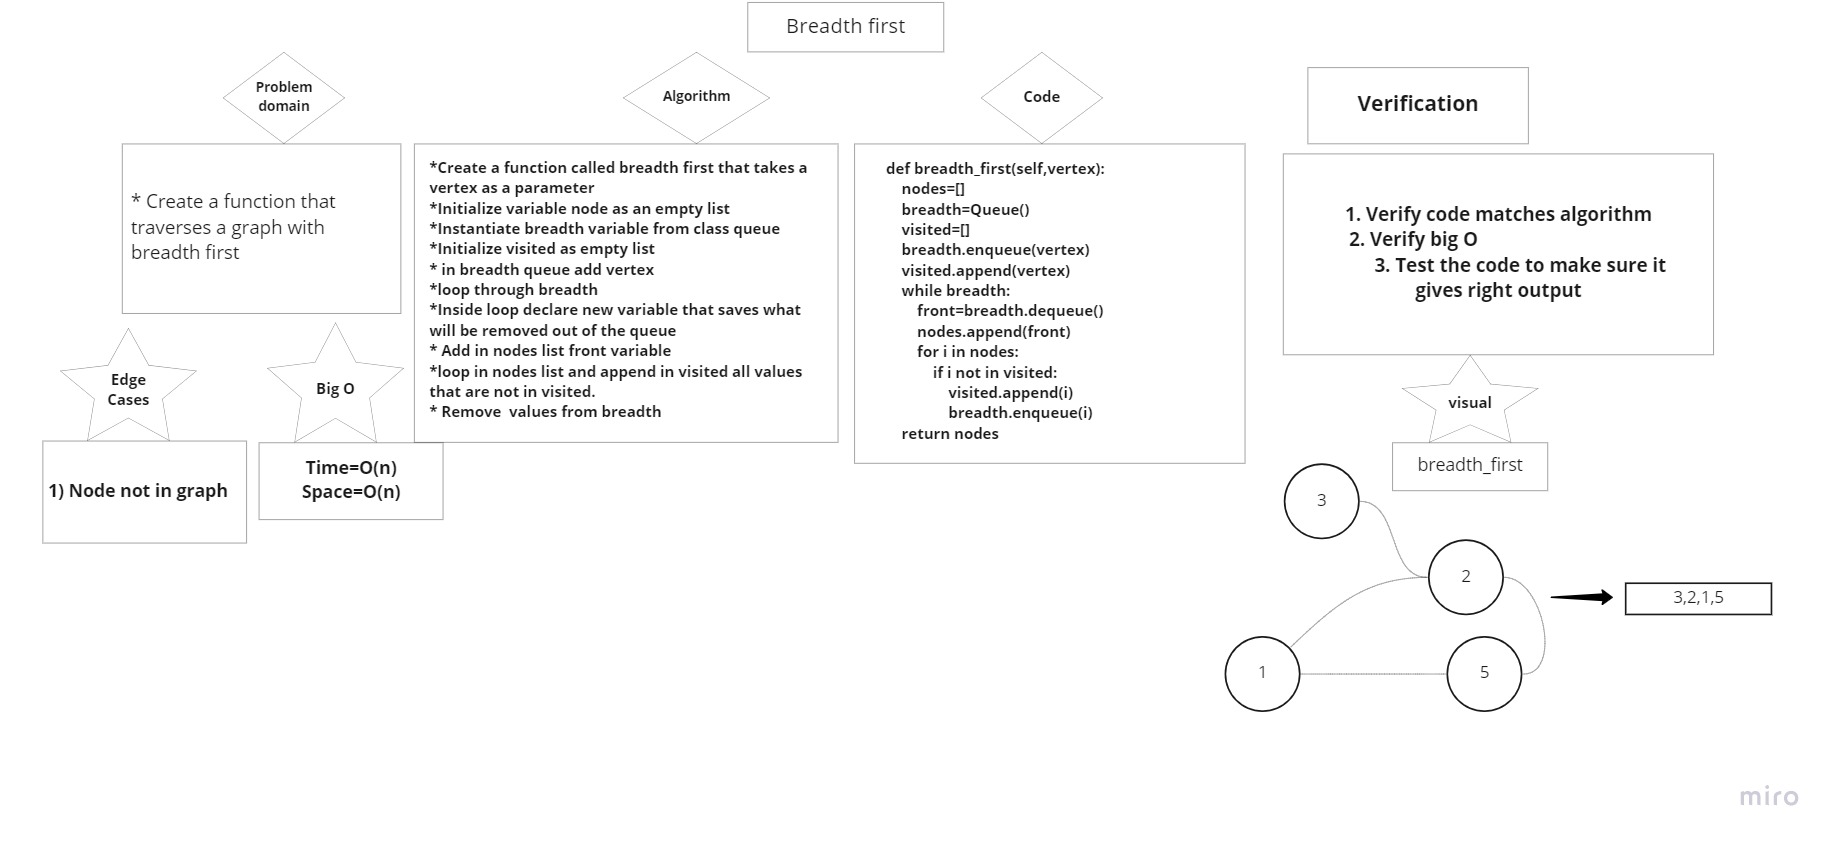 Breadth first
Problem
domain
* Create a function that
traverses a graph with
breadth first
Edge
Cases
1) Node not in graph
Big O
Time=O(n)
Space=O(n)
Algorithm
*Create a function called breadth first that takes a
vertex as a parameter
*Initialize variable node as an empty list
*Instantiate breadth variable from class queue
*Initialize visited as empty list
* in breadth queue add vertex
*loop through breadth
*Inside loop declare new variable that saves what
will be removed out of the queue
* Add in nodes list front variable
*loop in nodes list and append in visited all values
that are not in visited.
* Remove  values from breadth
Code
def breadth_first(self,vertex):
    nodes=[]
    breadth=Queue()
    visited=[]
    breadth.enqueue(vertex)
    visited.append(vertex)
    while breadth:
        front=breadth.dequeue()
        nodes.append(front)
        for i in nodes:
            if i not in visited:
                visited.append(i)
                breadth.enqueue(i)
    return nodes
Verification
1. Verify code matches algorithm
2. Verify big O
3. Test the code to make sure it
gives right output
visual
breadth_first
3
2
1
5
3,2,1,5
miro